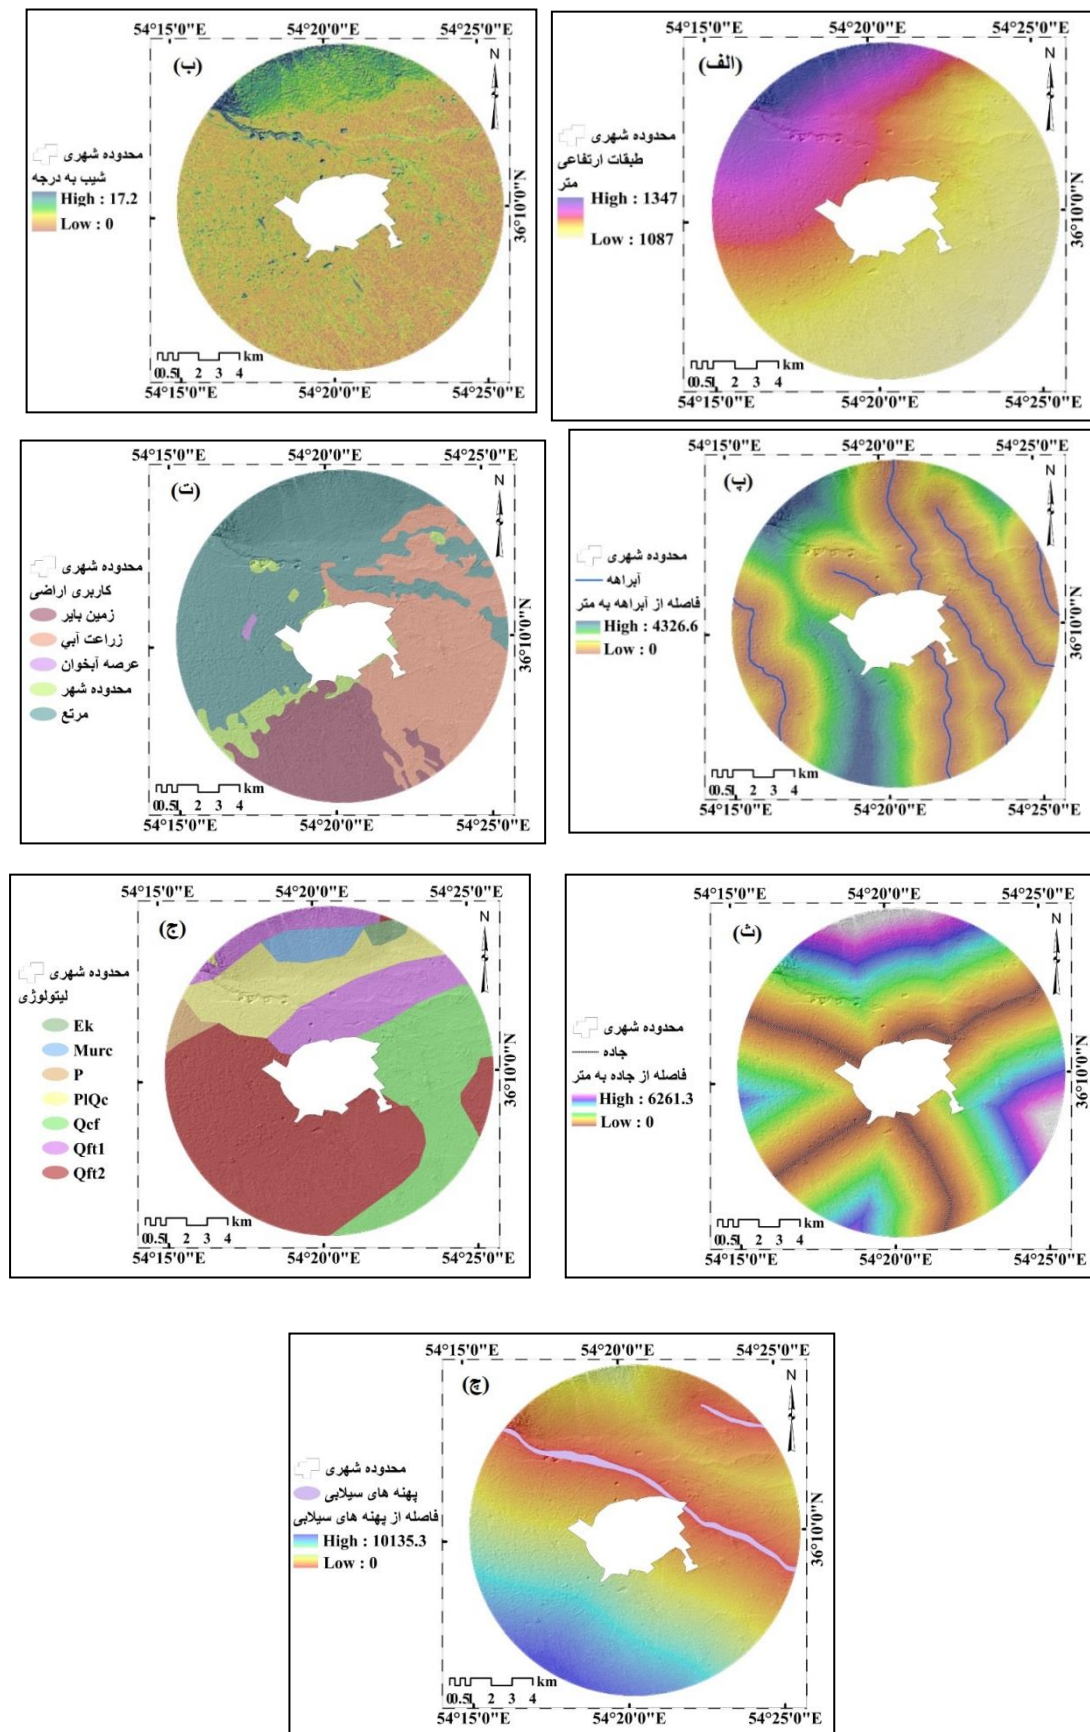 54°15'0"E 54°20'0"E 54°25'0"E
(ب)
N
محدوده شهری
شیب به درجه
High : 17.2
Low : 0
36°10'0"N
km
0 0.5 1 2 3 4
54°15'0"E 54°20'0"E 54°25'0"E
54°15'0"E 54°20'0"E 54°25'0"E
(الف)
N
محدوده شهری
طبقات ارتفاعی
متر
High : 1347
Low : 1087
36°10'0"N
km
0 0.5 1 2 3 4
54°15'0"E 54°20'0"E 54°25'0"E
54°15'0"E 54°20'0"E 54°25'0"E
(ت)
N
محدوده شهری
کاربری اراضی
زمین بایر
زراعت آبي
عرصه آبخوان
محدوده شهر
مرتع
36°10'0"N
km
0 0.5 1 2 3 4
54°15'0"E 54°20'0"E 54°25'0"E
54°15'0"E 54°20'0"E 54°25'0"E
(پ)
N
محدوده شهری
آبراهه
فاصله از آبراهه به متر
High : 4326.6
Low : 0
36°10'0"N
km
0 0.5 1 2 3 4
54°15'0"E 54°20'0"E 54°25'0"E
54°15'0"E 54°20'0"E 54°25'0"E
(ج)
N
محدوده شهری
لیتولوژی
Ek
Murc
P
PlQc
Qcf
Qft1
Qft2
36°10'0"N
km
0 0.5 1 2 3 4
54°15'0"E 54°20'0"E 54°25'0"E
54°15'0"E 54°20'0"E 54°25'0"E
(ث)
N
محدوده شهری
جاده
فاصله از جاده به متر
High : 6261.3
Low : 0
36°10'0"N
km
0 0.5 1 2 3 4
54°15'0"E 54°20'0"E 54°25'0"E
54°15'0"E 54°20'0"E 54°25'0"E
(چ)
N
محدوده شهری
پهنه های سیلابی
فاصله از پهنه های سیلابی
High : 10135.3
Low : 0
36°10'0"N
km
0 0.5 1 2 3 4
54°15'0"E 54°20'0"E 54°25'0"E